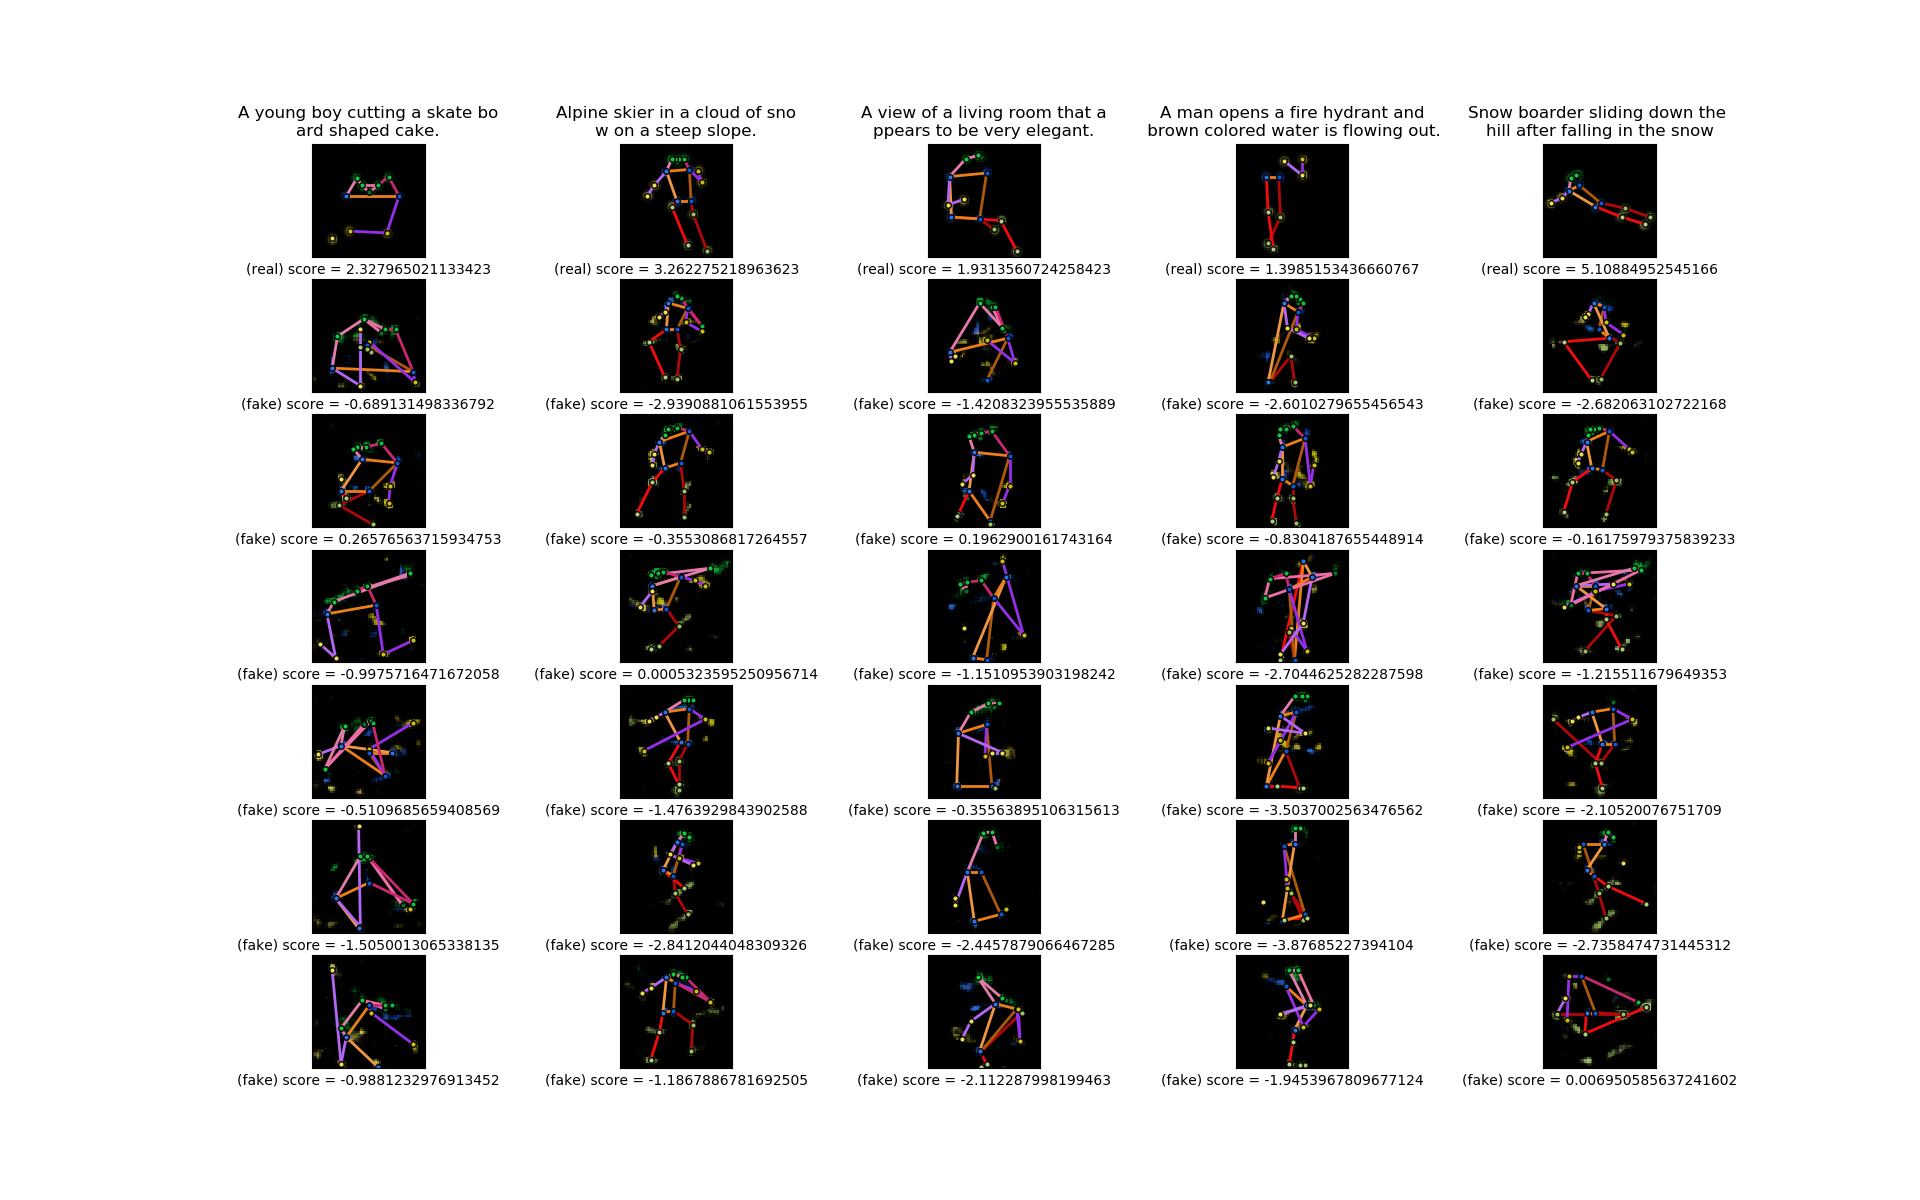 A young boy cutting a skate bo
ard shaped cake.
Alpine skier in a cloud of sno
w on a steep slope.
A view of a living room that a
ppears to be very elegant.
A man opens a fire hydrant and
brown colored water is flowing out.
Snow boarder sliding down the
hill after falling in the snow
(real) score = 2.327965021133423
(real) score = 3.262275218963623
(real) score = 1.9313560724258423
(real) score = 1.3985153436660767
(real) score = 5.10884952545166
(fake) score = -0.689131498336792
(fake) score = -2.9390881061553955
(fake) score = -1.4208323955535889
(fake) score = -2.6010279655456543
(fake) score = -2.682063102722168
(fake) score = 0.26576563715934753
(fake) score = -0.3553086817264557
(fake) score = 0.1962900161743164
(fake) score = -0.8304187655448914
(fake) score = -0.16175979375839233
(fake) score = -0.9975716471672058
(fake) score = 0.0005323595250956714
(fake) score = -1.1510953903198242
(fake) score = -2.7044625282287598
(fake) score = -1.215511679649353
(fake) score = -0.5109685659408569
(fake) score = -1.4763929843902588
(fake) score = -0.35563895106315613
(fake) score = -3.5037002563476562
(fake) score = -2.10520076751709
(fake) score = -1.5050013065338135
(fake) score = -2.8412044048309326
(fake) score = -2.4457879066467285
(fake) score = -3.87685227394104
(fake) score = -2.7358474731445312
(fake) score = -0.9881232976913452
(fake) score = -1.1867886781692505
(fake) score = -2.112287998199463
(fake) score = -1.9453967809677124
(fake) score = 0.006950585637241602